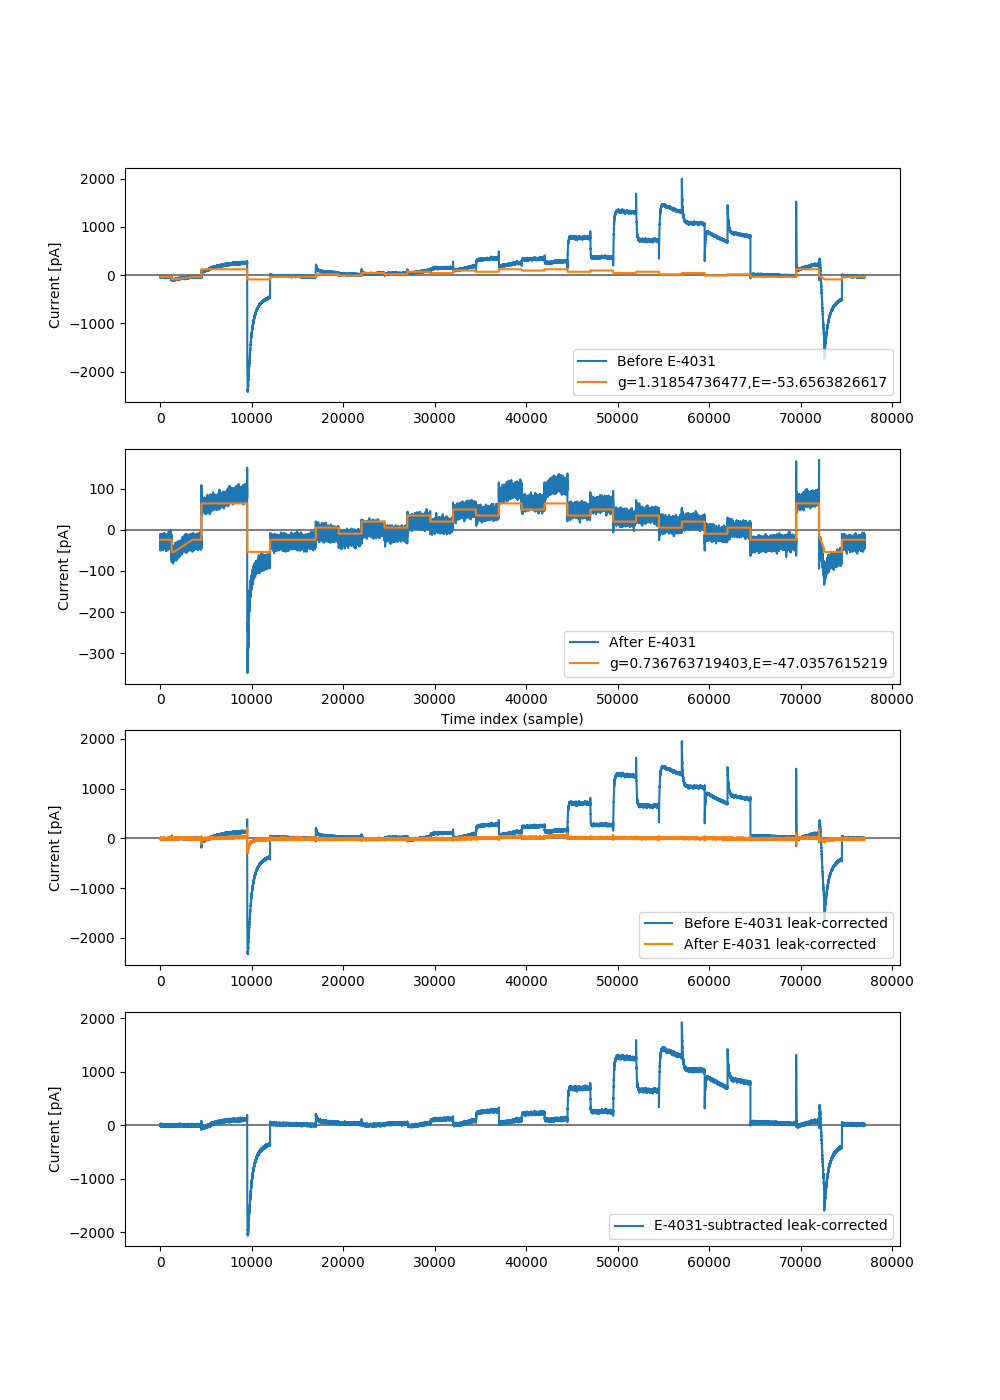 2000
1000
0
−1000
−2000
Current [pA]
Before E-4031
g=1.31854736477,E=-53.6563826617
0 10000 20000 30000 40000 50000 60000 70000 80000
100
0
−100
−200
−300
Current [pA]
After E-4031
g=0.736763719403,E=-47.0357615219
0 10000 20000 30000 40000 50000 60000 70000 80000
Time index (sample)
2000
1000
0
−1000
−2000
Current [pA]
Before E-4031 leak-corrected
After E-4031 leak-corrected
0 10000 20000 30000 40000 50000 60000 70000 80000
2000
1000
0
−1000
−2000
Current [pA]
E-4031-subtracted leak-corrected
0 10000 20000 30000 40000 50000 60000 70000 80000